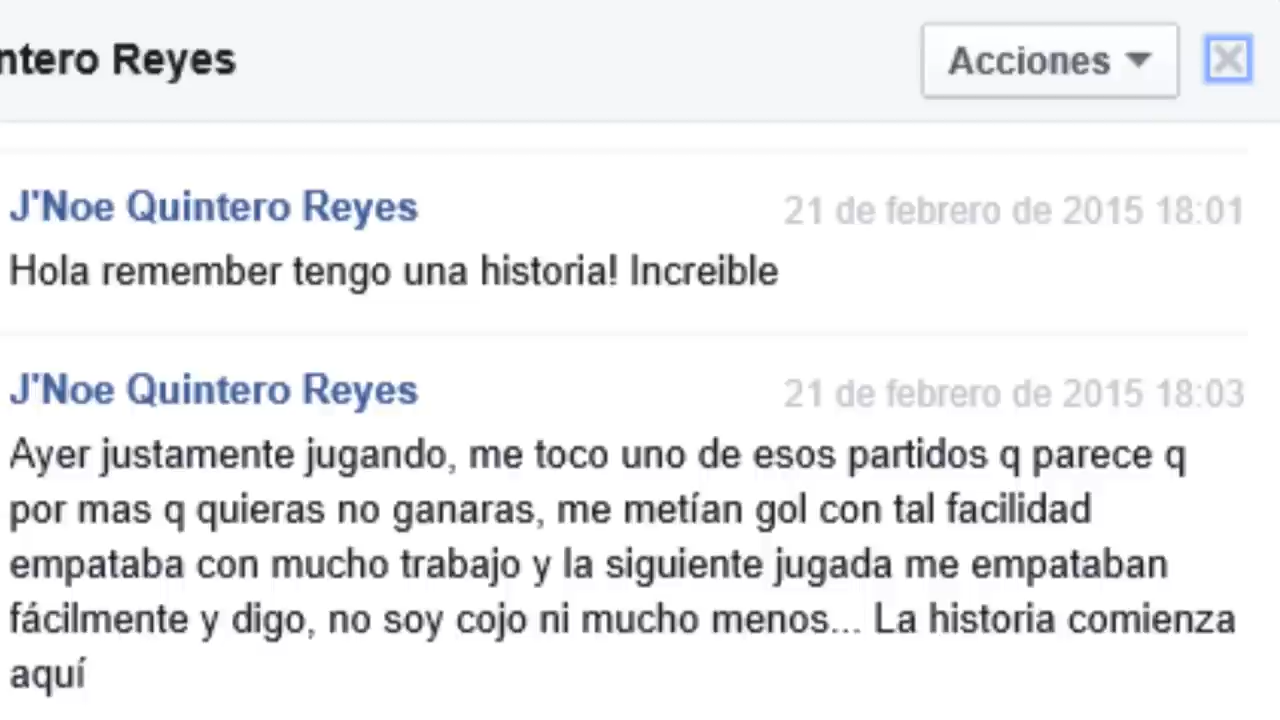 ntero Reyes
Acciones
J'Noe Quintero Reyes 21 de febrero de 2015 18:01
Hola remember tengo una historia! Increible
J'Noe Quintero Reyes 21 de febrero de 2015 18:03
Ayer justamente jugando, me toco uno de esos partidos q parece q
por mas q quieras no ganaras, me metían gol con tal facilidad
empataba con mucho trabajo y la siguiente jugada me empataban
fácilmente y digo, no soy cojo ni mucho menos... La historia comienza
aquí